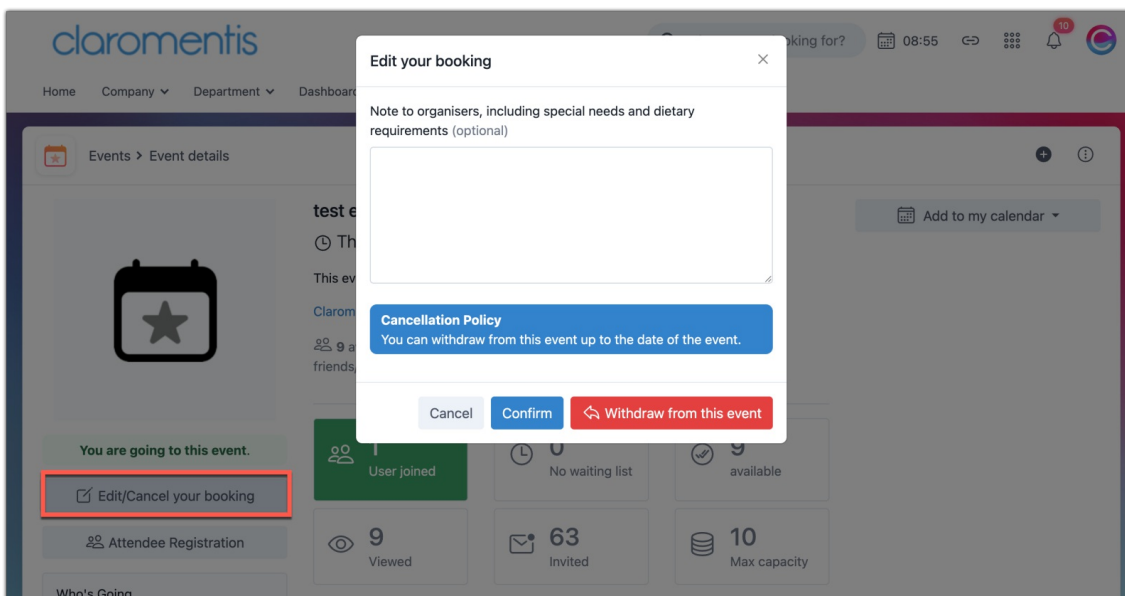 claromentis
oking for?
08:55
10
Home Company Department Dashboard
Edit your booking
Note to organisers, including special needs and dietary
requirements (optional)
Events > Event details
test e
Th
This ev
Clarom
9 a
friends,
Add to my calendar
Cancellation Policy
You can withdraw from this event up to the date of the event.
Cancel Confirm Withdraw from this event
You are going to this event.
Edit/Cancel your booking
Attendee Registration
Who's Going
1
User joined
0
No waiting list
9
available
9
Viewed
63
Invited
10
Max capacity